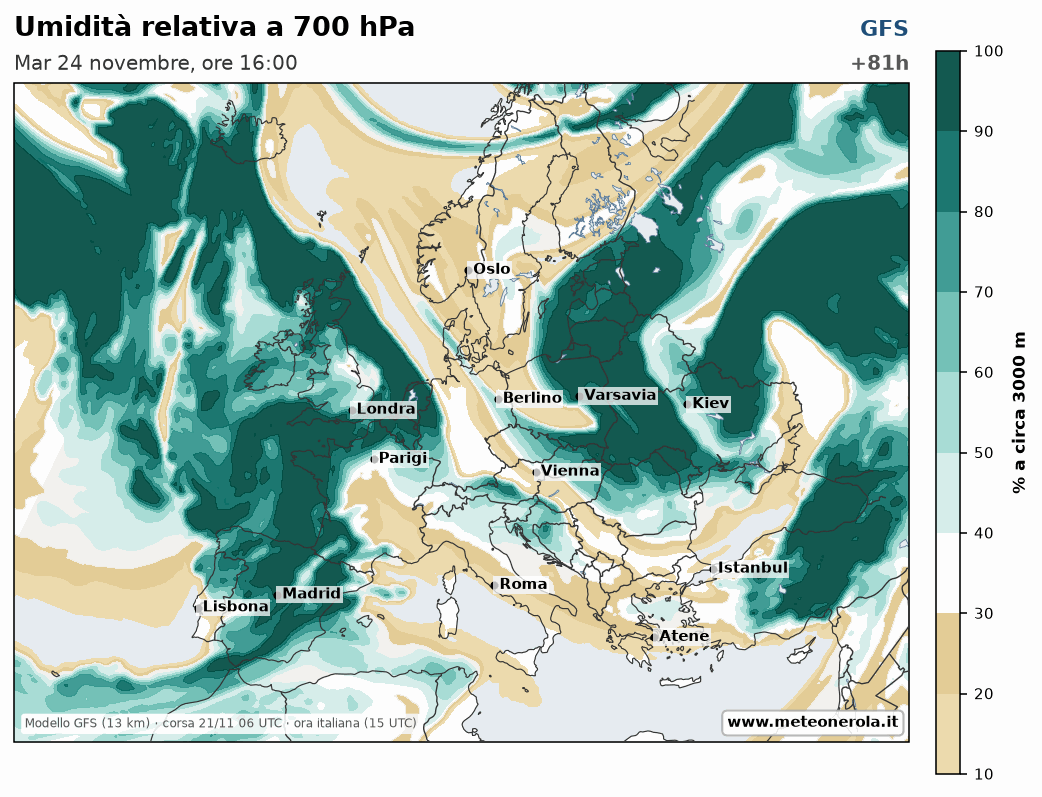 Umidità relativa a 700 hPa
GFS
Mar 24 novembre, ore 16:00
+81h
100
90
80
70
60
50
40
30
20
10
% a circa 3000 m
Oslo
Berlino
Varsavia
Kiev
Londra
Parigi
Vienna
Istanbul
Roma
Madrid
Lisbona
Atene
Modello GFS (13 km) · corsa 21/11 06 UTC · ora italiana (15 UTC)
www.meteonerola.it